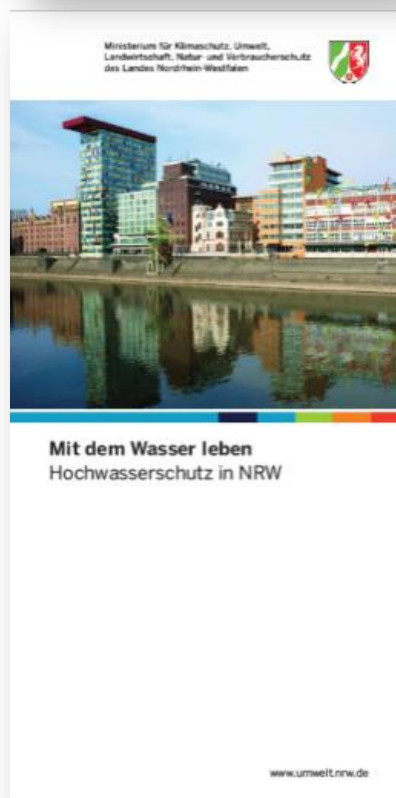 Ministerium für Klimaschutz, Umwelt,
Landwirtschaft, Natur- und Verbraucherschutz
des Landes Nordrhein-Westfalen
Mit dem Wasser leben
Hochwasserschutz in NRW
www.umwelt.nrw.de